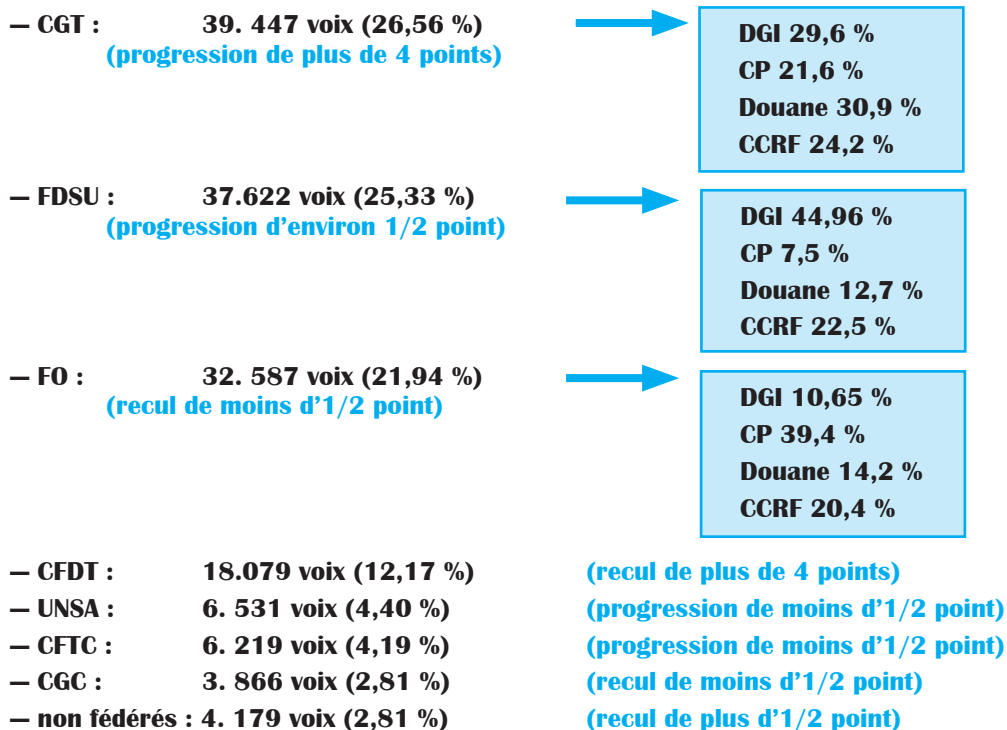 — CGT : 39. 447 voix (26,56 %)
(progression de plus de 4 points)
DGI 29,6 %
CP 21,6 %
Douane 30,9 %
CCRF 24,2 %
— FDSU : 37.622 voix (25,33 %)
(progression d'environ 1/2 point)
DGI 44,96 %
CP 7,5 %
Douane 12,7 %
CCRF 22,5 %
— FO : 32. 587 voix (21,94 %)
(recul de moins d'1/2 point)
DGI 10,65 %
CP 39,4 %
Douane 14,2 %
CCRF 20,4 %
— CFDT : 18.079 voix (12,17 %) (recul de plus de 4 points)
— UNSA : 6. 531 voix (4,40 %) (progression de moins d'1/2 point)
— CFTC : 6. 219 voix (4,19 %) (progression de moins d'1/2 point)
— CGC : 3. 866 voix (2,81 %) (recul de moins d'1/2 point)
— non fédérés : 4. 179 voix (2,81 %) (recul de plus d'1/2 point)